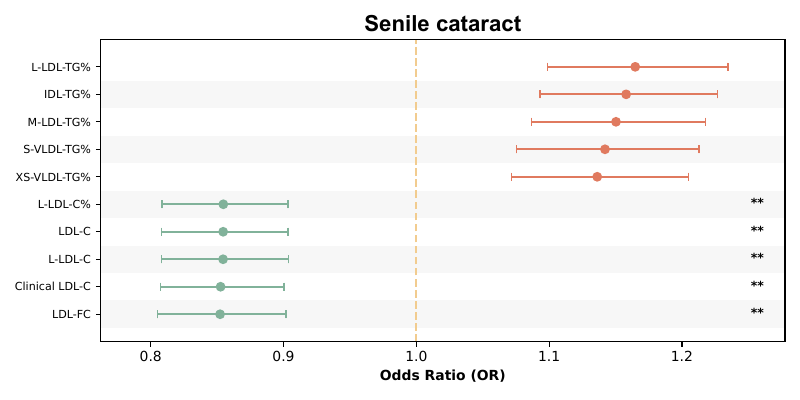 Senile cataract
L-LDL-TG%
IDL-TG%
M-LDL-TG%
S-VLDL-TG%
XS-VLDL-TG%
L-LDL-C% **
LDL-C **
L-LDL-C **
Clinical LDL-C **
LDL-FC **
0.8 0.9 1.0 1.1 1.2
Odds Ratio (OR)